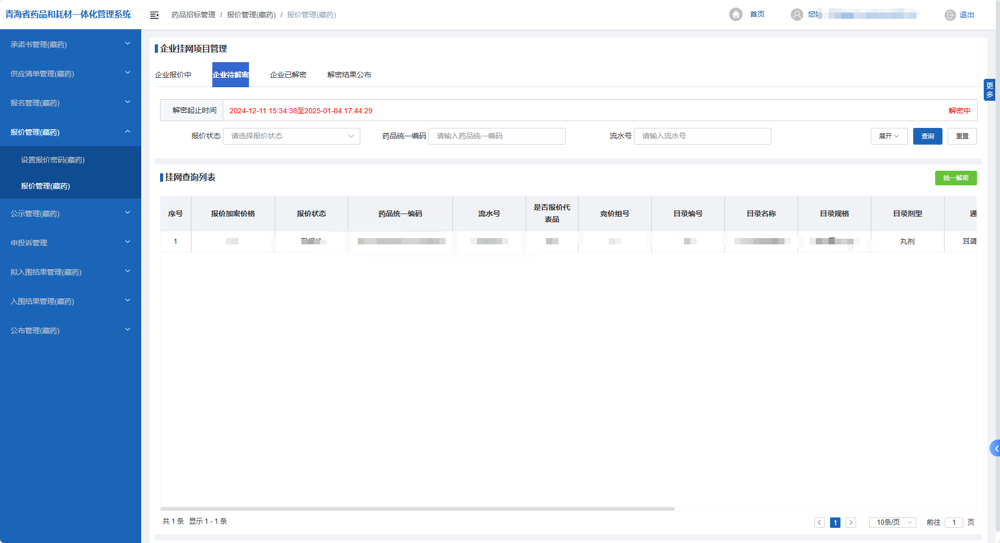 青海省药品和耗材一体化管理系统
药品招标管理 / 报价管理(藏药) / 报价管理(藏药)
首页
您
退出
承诺书管理(藏药)
供应清单管理(藏药)
报名管理(藏药)
报价管理(藏药)
设置报价密码(藏药)
报价管理(藏药)
公示管理(藏药)
申投诉管理
拟入围结果管理(藏药)
入围结果管理(藏药)
公布管理(藏药)
企业挂网项目管理
企业报价中 企业待解密 企业已解密 解密结果公布
更多
解密起止时间 2024-12-11 15:34:38至2025-01-04 17:44:29 解密中
报价状态 请选择报价状态 药品统一编码 请输入药品统一编码 流水号 请输入流水号 展开 查询 重置
挂网查询列表 统一解密
序号 报价加密价格 报价状态 药品统一编码 流水号 是否报价代表品 竞价组号 目录编号 目录名称 目录规格 目录剂型 通
1 丸剂 耳聋
共 1 条 显示 1 - 1 条 1 10条/页 前往 1 页